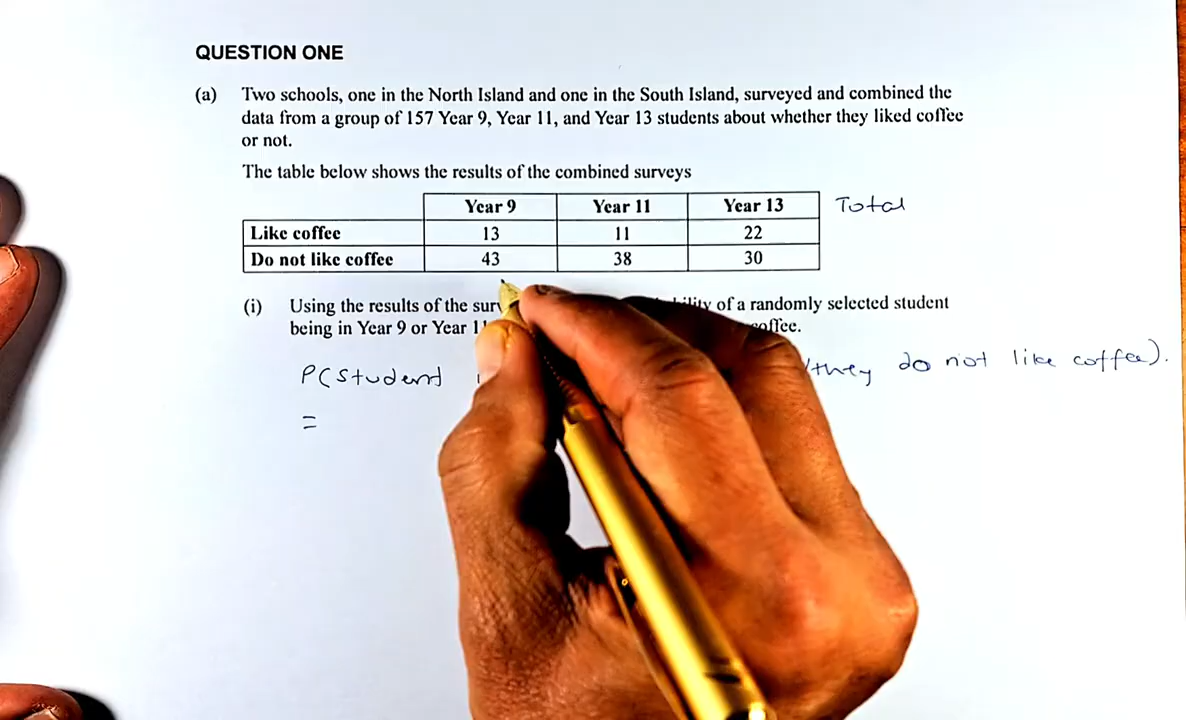 QUESTION ONE
(a) Two schools, one in the North Island and one in the South Island, surveyed and combined the
data from a group of 157 Year 9, Year 11, and Year 13 students about whether they liked coffee
or not.
The table below shows the results of the combined surveys
Year 9 Year 11 Year 13 Total
Like coffee 13 11 22
Do not like coffee 43 38 30
(i) Using the results of the of a randomly selected student
being in Year 9 or Year coffee.
P(Student they do not like coffee).
=